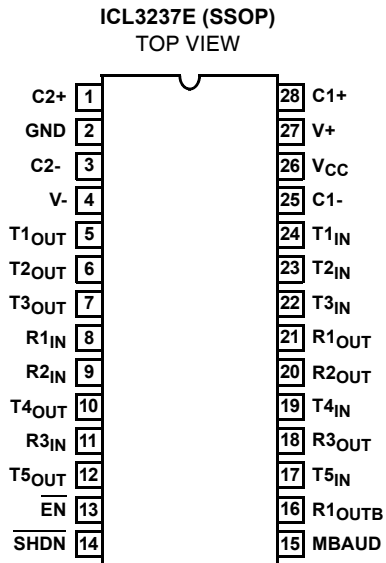 ICL3237E (SSOP)
TOP VIEW
C2+ 1 28 C1+
GND 2 27 V+
C2- 3 26 VCC
V- 4 25 C1-
T1OUT 5 24 T1IN
T2OUT 6 23 T2IN
T3OUT 7 22 T3IN
R1IN 8 21 R1OUT
R2IN 9 20 R2OUT
T4OUT 10 19 T4IN
R3IN 11 18 R3OUT
T5OUT 12 17 T5IN
EN 13 16 R1OUTB
SHDN 14 15 MBAUD